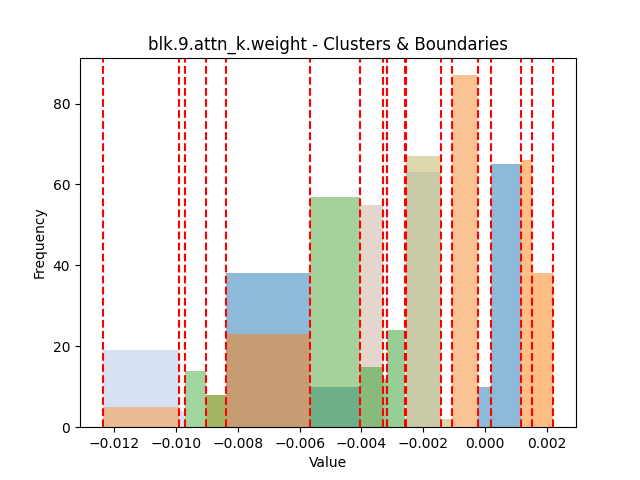 blk.9.attn_k.weight - Clusters & Boundaries
Frequency
80
60
40
20
0
−0.012 −0.010 −0.008 −0.006 −0.004 −0.002 0.000 0.002
Value